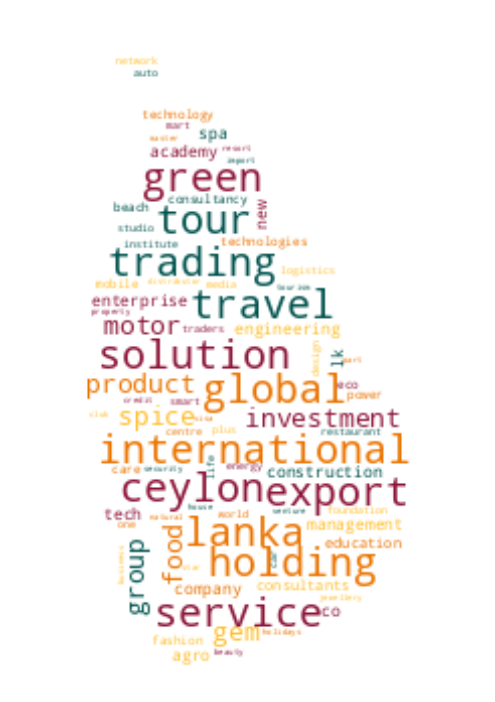 network
auto
technology
mart
master
spa
academy
resort
import
green
consultancy
beach
new
tour
studio
institute
technologies
trading
logistics
mobile
distributor
media
tourism
enterprise
travel
property
motor
traders
engineering
solution
design
lk
part
product
global
eco
power
credit
smart
club
spice
visa
investment
centre
plus
restaurant
international
care
security
life
energy
construction
ceylon
export
house
venture
foundation
tech
natural
world
one
lanka
management
food
education
group
business
holding
car
star
company
consultants
jewellery
service
co
gem
holidays
fashion
agro
beauty